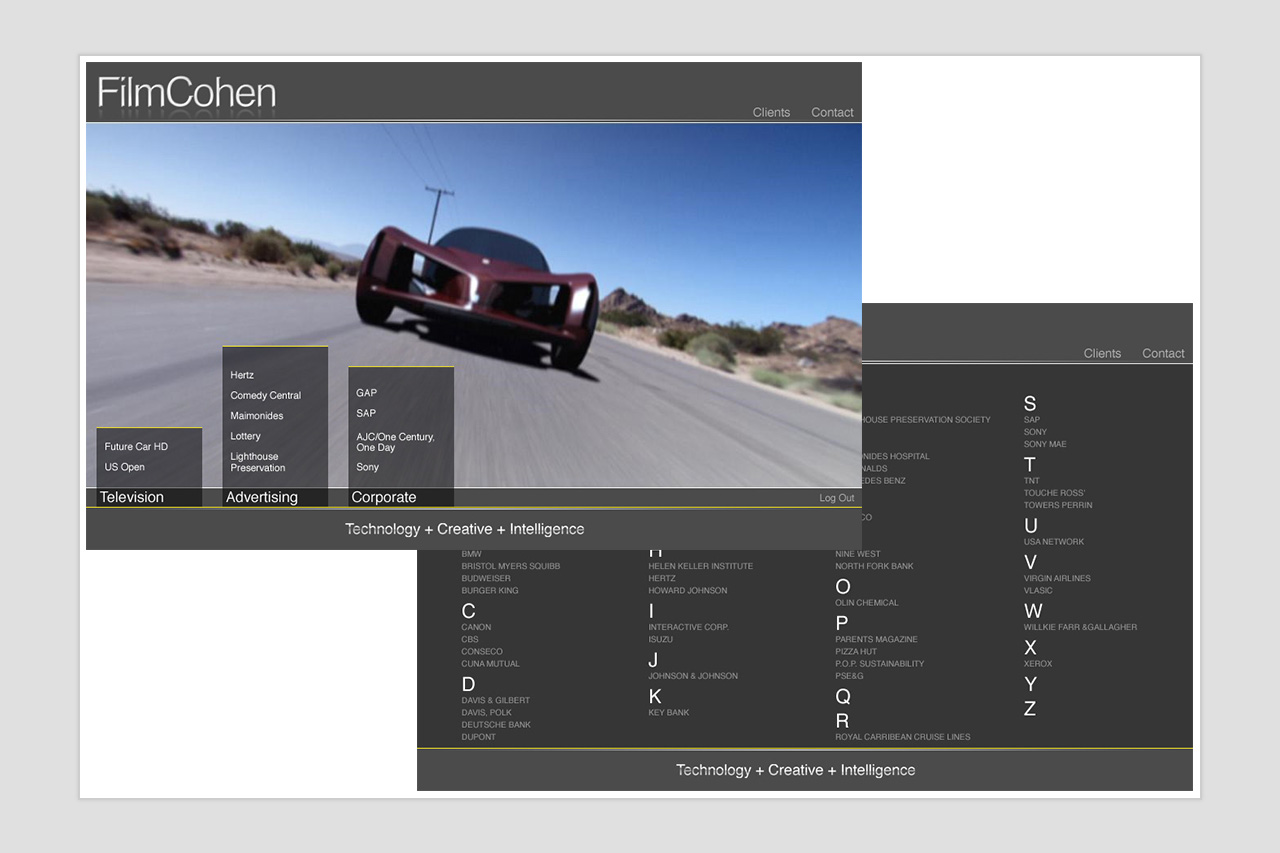 FilmCohen
Clients Contact
Hertz
Comedy Central
Maimonides
Lottery
Lighthouse
Preservation
GAP
SAP
AJC/One Century,
One Day
Sony
Future Car HD
US Open
Television
Advertising
Corporate
Log Out
Technology + Creative + Intelligence
Clients Contact
BMW
BRISTOL MYERS SQUIBB
BUDWEISER
BURGER KING
C
CANON
CBS
CONSECO
CUNA MUTUAL
D
DAVIS & GILBERT
DAVIS, POLK
DEUTSCHE BANK
DUPONT
H
HELEN KELLER INSTITUTE
HERTZ
HOWARD JOHNSON
I
INTERACTIVE CORP.
ISUZU
J
JOHNSON & JOHNSON
K
KEY BANK
HOUSE PRESERVATION SOCIETY
NIDES HOSPITAL
NALDS
EDES BENZ
CO
NINE WEST
NORTH FORK BANK
O
OLIN CHEMICAL
P
PARENTS MAGAZINE
PIZZA HUT
P.O.P. SUSTAINABILITY
PSE&G
Q
R
ROYAL CARRIBEAN CRUISE LINES
S
SAP
SONY
SONY MAE
T
TNT
TOUCHE ROSS'
TOWERS PERRIN
U
USA NETWORK
V
VIRGIN AIRLINES
VLASIC
W
WILLKIE FARR &GALLAGHER
X
XEROX
Y
Z
Technology + Creative + Intelligence